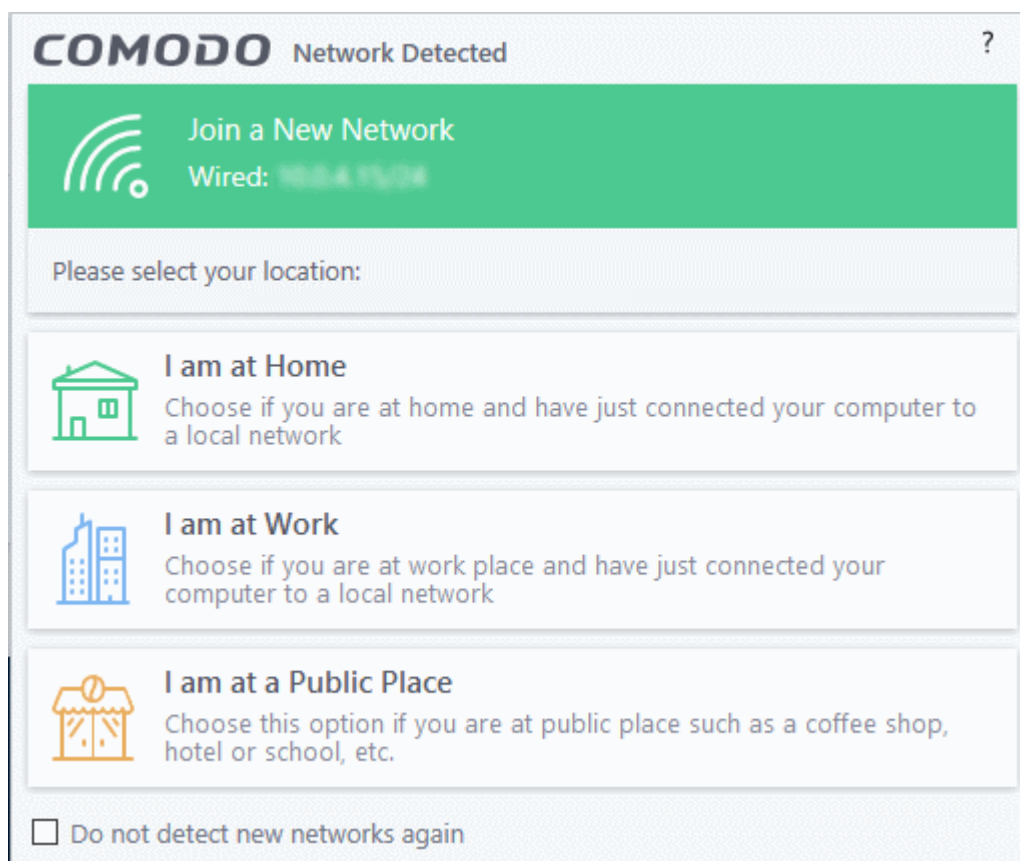 COMODO Network Detected ?
Join a New Network
Wired:
Please select your location:
I am at Home
Choose if you are at home and have just connected your computer to
a local network
I am at Work
Choose if you are at work place and have just connected your
computer to a local network
I am at a Public Place
Choose this option if you are at public place such as a coffee shop,
hotel or school, etc.
Do not detect new networks again